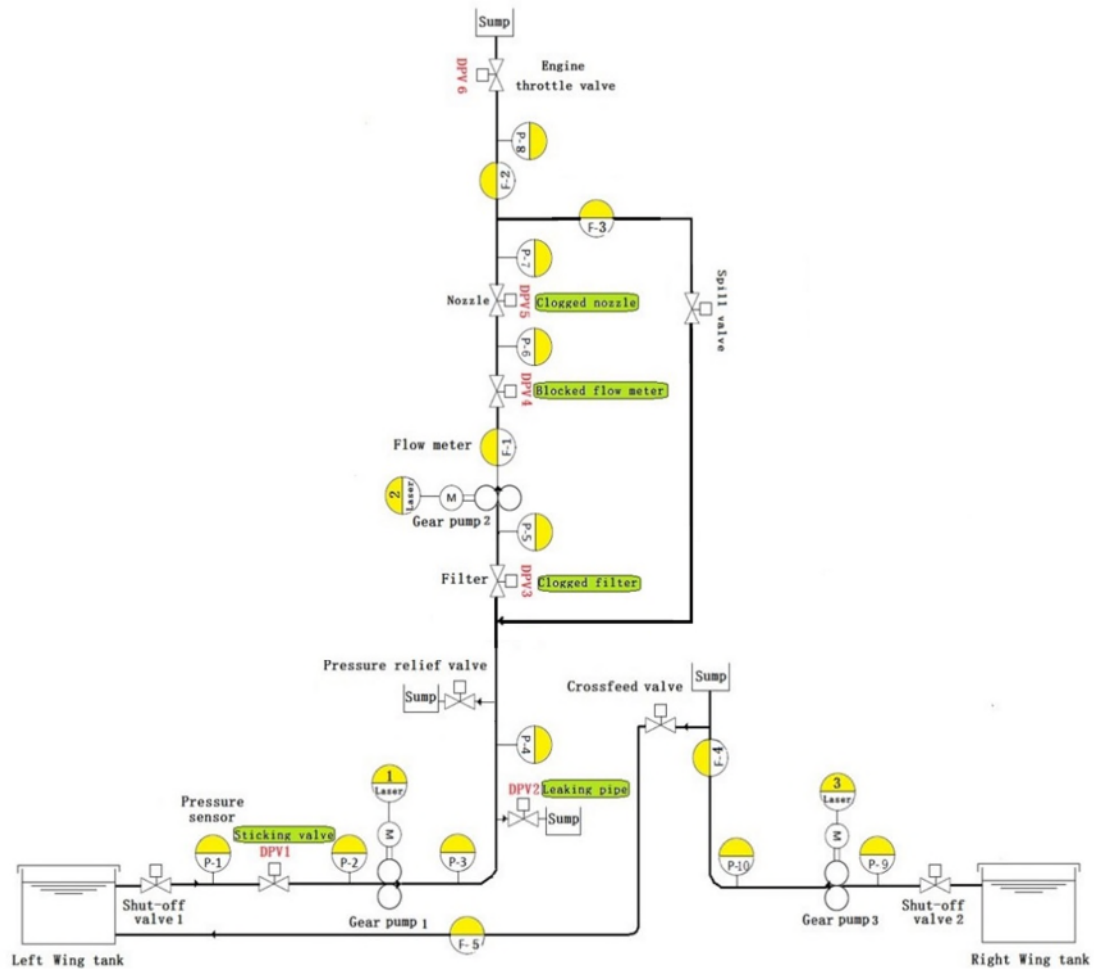 Sump
DPV 6
Engine
throttle valve
P-8
F-2
F-3
P-7
Nozzle
DPV5
Clogged nozzle
Spill valve
P-6
DPV4
Blocked flow meter
Flow meter
F-1
2
Laser
M
Gear pump 2
P-5
Filter
DPV3
Clogged filter
Pressure relief valve
Sump
Crossfeed valve
Sump
P-4
F-4
1
Laser
DPV2
Leaking pipe
Sump
3
Laser
Pressure
sensor
Sticking valve
M
M
P-1
DPV1
P-2
P-3
P-10
P-9
Shut-off
valve 1
Gear pump 1
Gear pump 3
Shut-off
valve 2
F-5
Left Wing tank
Right Wing tank